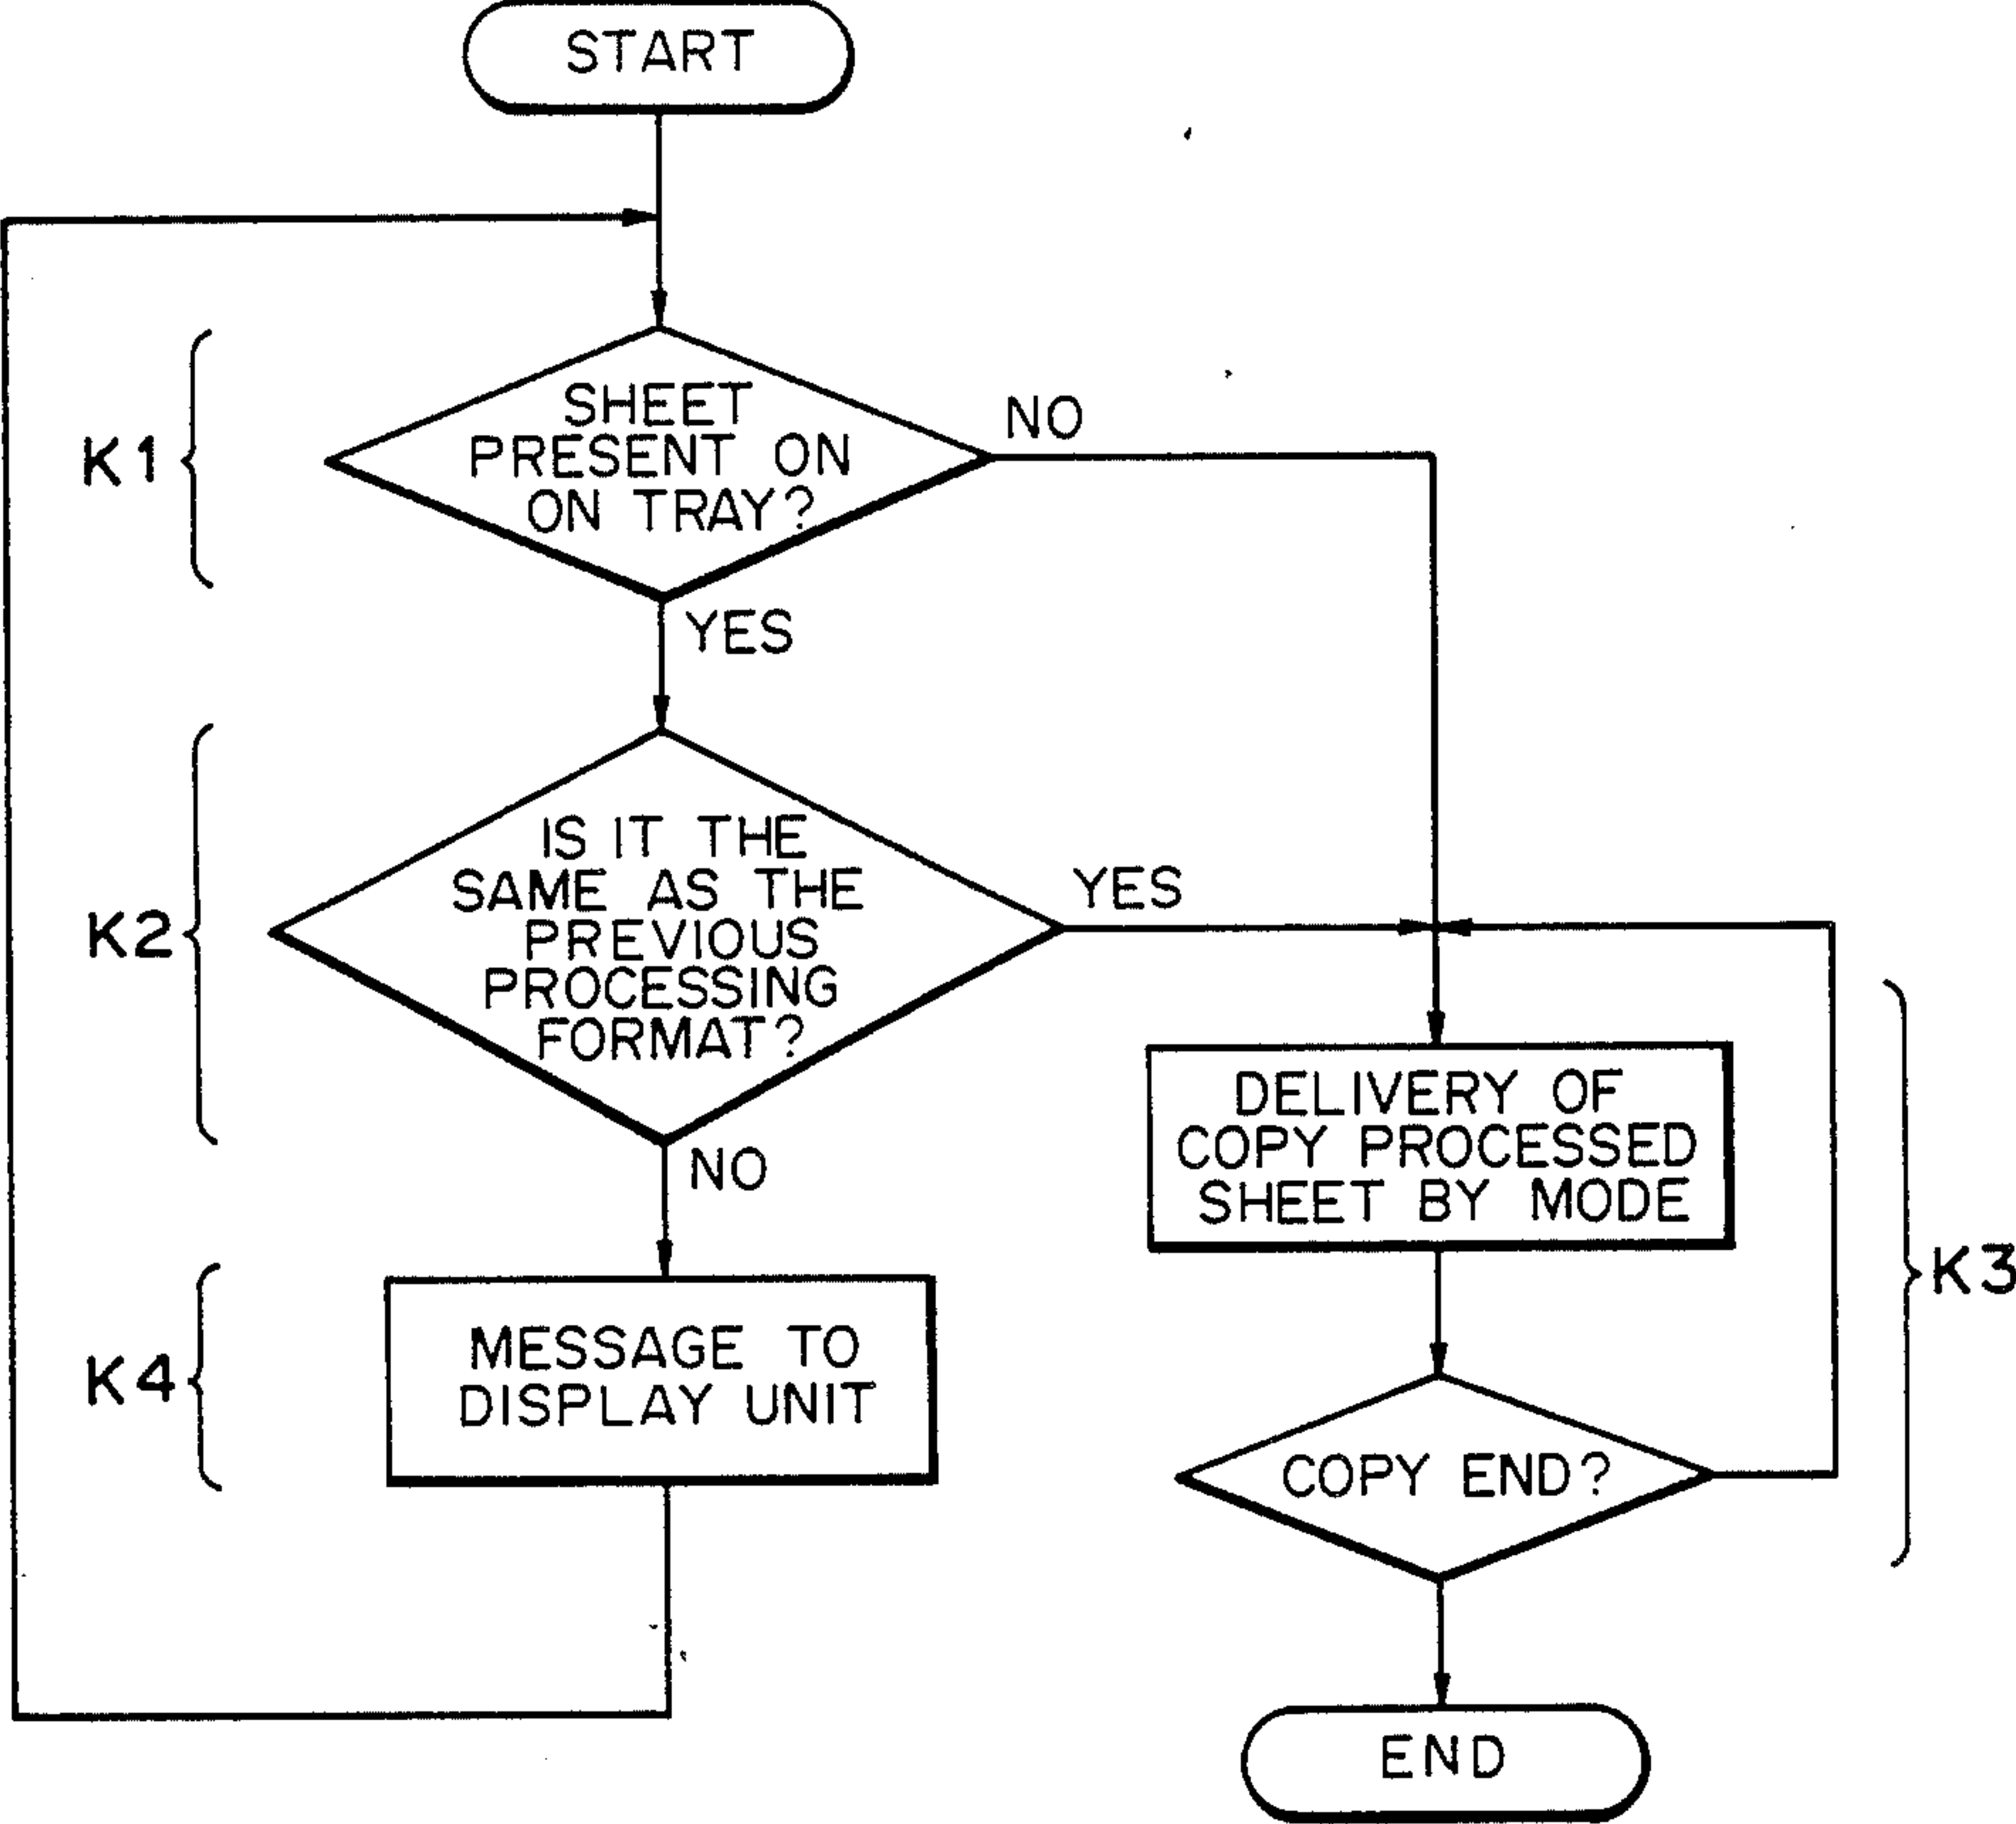 START
K1
SHEET
PRESENT ON
ON TRAY?
NO
YES
K2
IS IT THE
SAME AS THE
PREVIOUS
PROCESSING
FORMAT?
YES
NO
K4
MESSAGE TO
DISPLAY UNIT
DELIVERY OF
COPY PROCESSED
SHEET BY MODE
K3
COPY END?
END